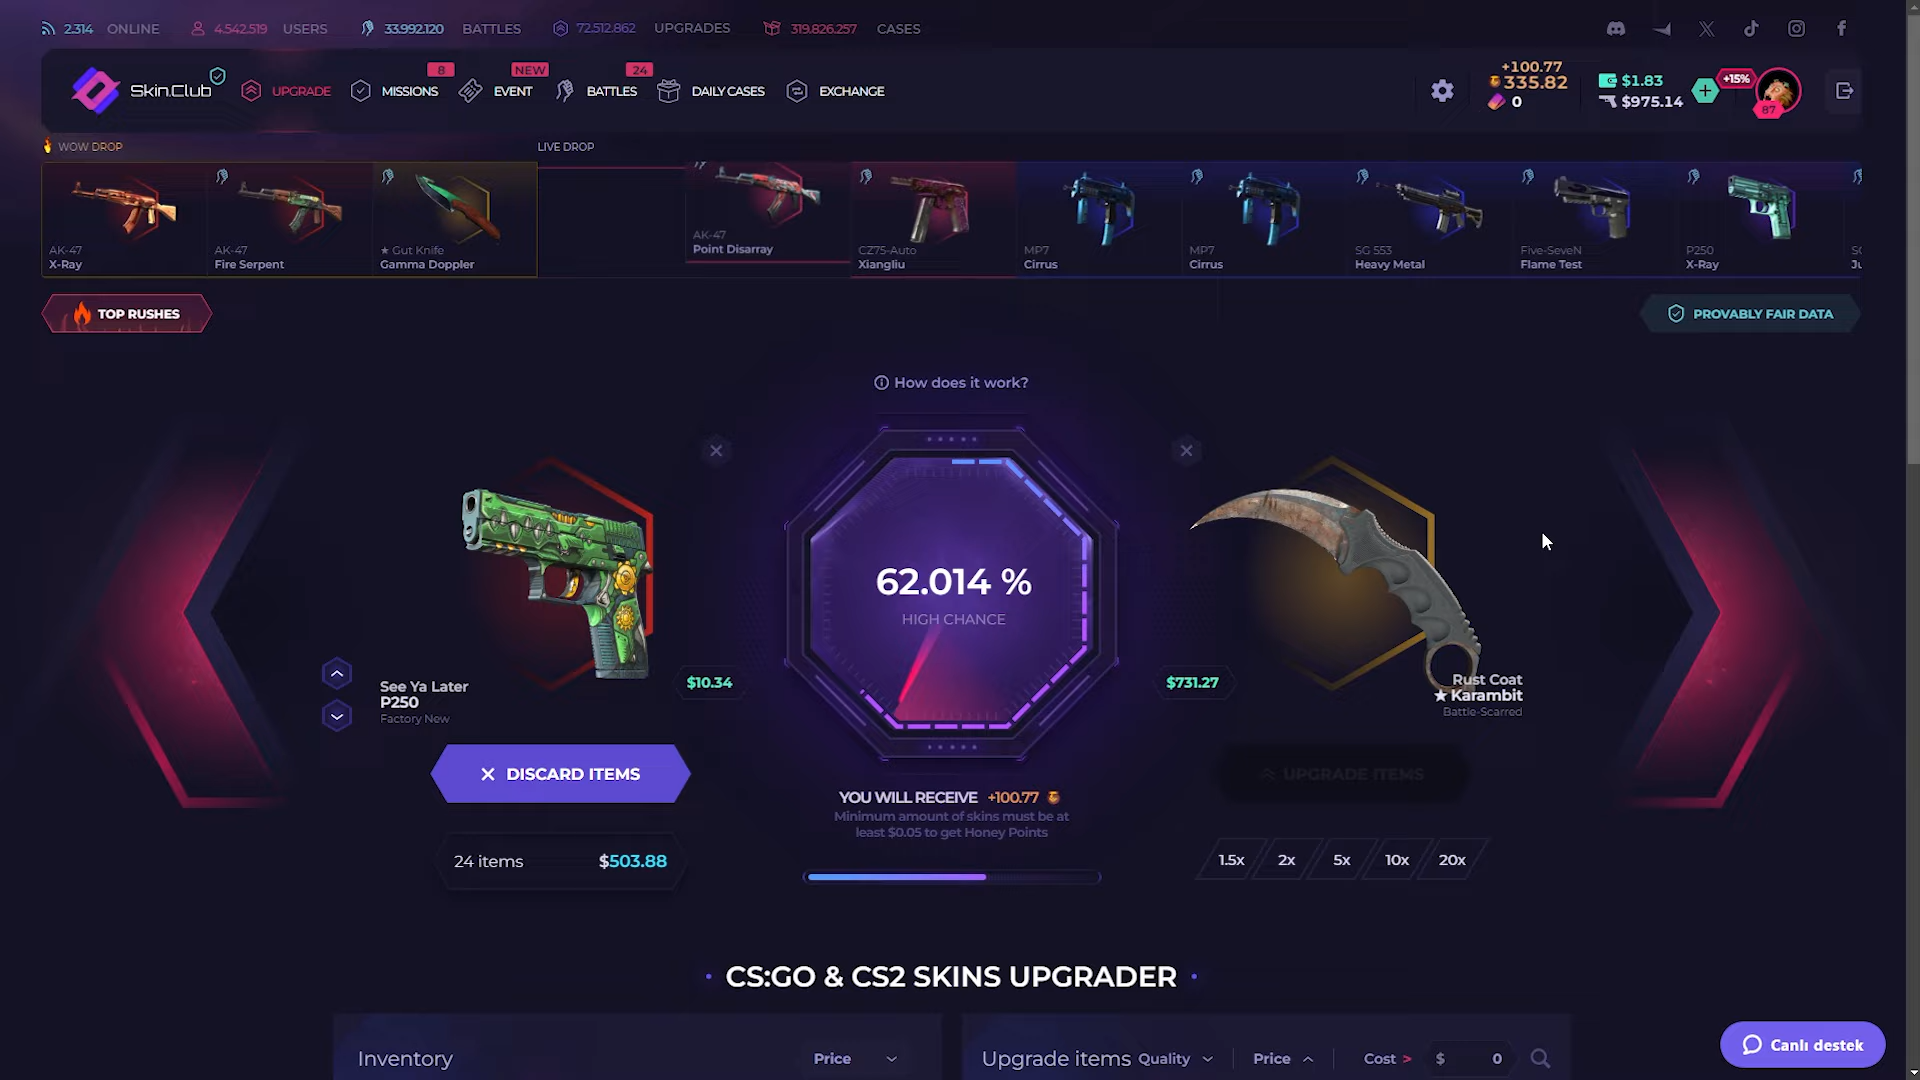 2.314 ONLINE 4.542.519 USERS 33.992.120 BATTLES 72.512.862 UPGRADES 319.826.257 CASES
SkinClub UPGRADE 8 MISSIONS NEW EVENT 24 BATTLES DAILY CASES EXCHANGE
+100.77
335.82
0
$1.83
$975.14
+15%
87
WOW DROP
LIVE DROP
AK-47
X-Ray
AK-47
Fire Serpent
★ Gut Knife
Gamma Doppler
AK-47
Point Disarray
CZ75-Auto
Xiangliu
MP7
Cirrus
MP7
Cirrus
SG 553
Heavy Metal
Five-SeveN
Flame Test
P250
X-Ray
TOP RUSHES
PROVABLY FAIR DATA
How does it work?
62.014 %
HIGH CHANCE
See Ya Later
P250
Factory New
$10.34
$731.27
Rust Coat
★ Karambit
Battle-Scarred
DISCARD ITEMS
UPGRADE ITEMS
YOU WILL RECEIVE +100.77
Minimum amount of skins must be at
least $0.05 to get Honey Points
24 items $503.88
1.5x 2x 5x 10x 20x
CS:GO & CS2 SKINS UPGRADER
Inventory Price
Upgrade items Quality Price Cost > $ 0
Canlı destek